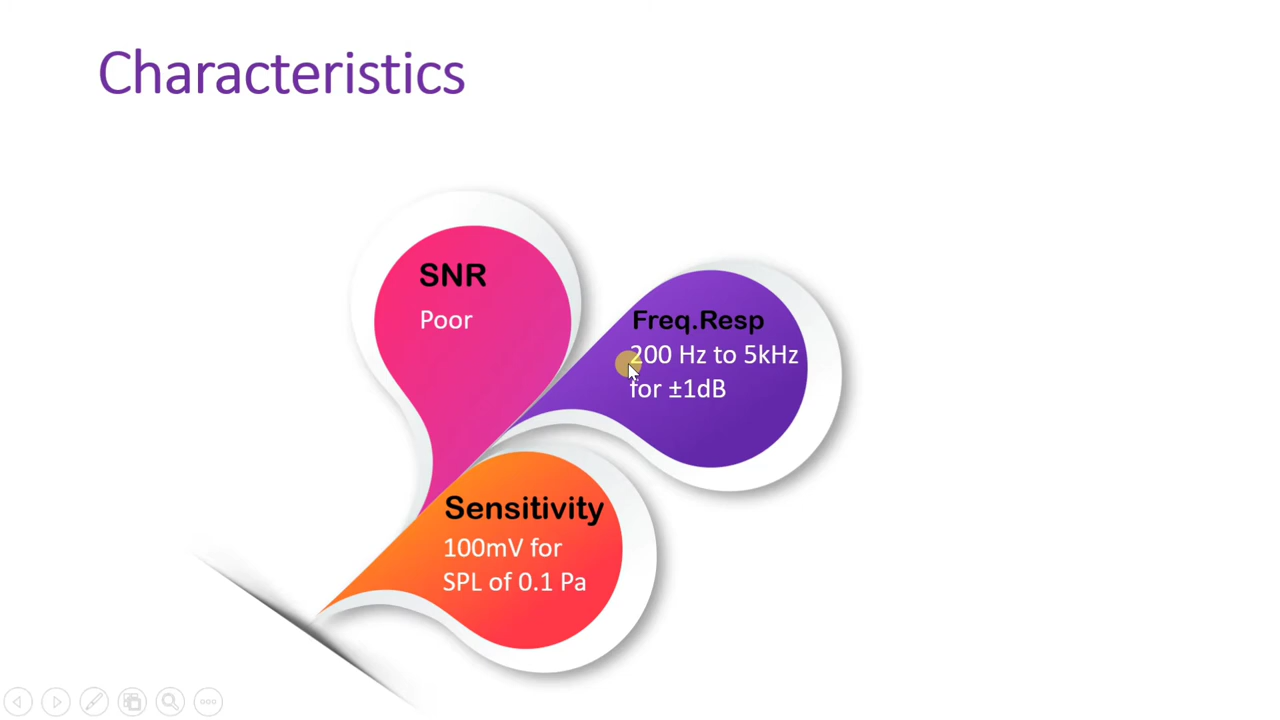 Characteristics
SNR
Poor
Freq.Resp
200 Hz to 5kHz
for ±1dB
Sensitivity
100mV for
SPL of 0.1 Pa